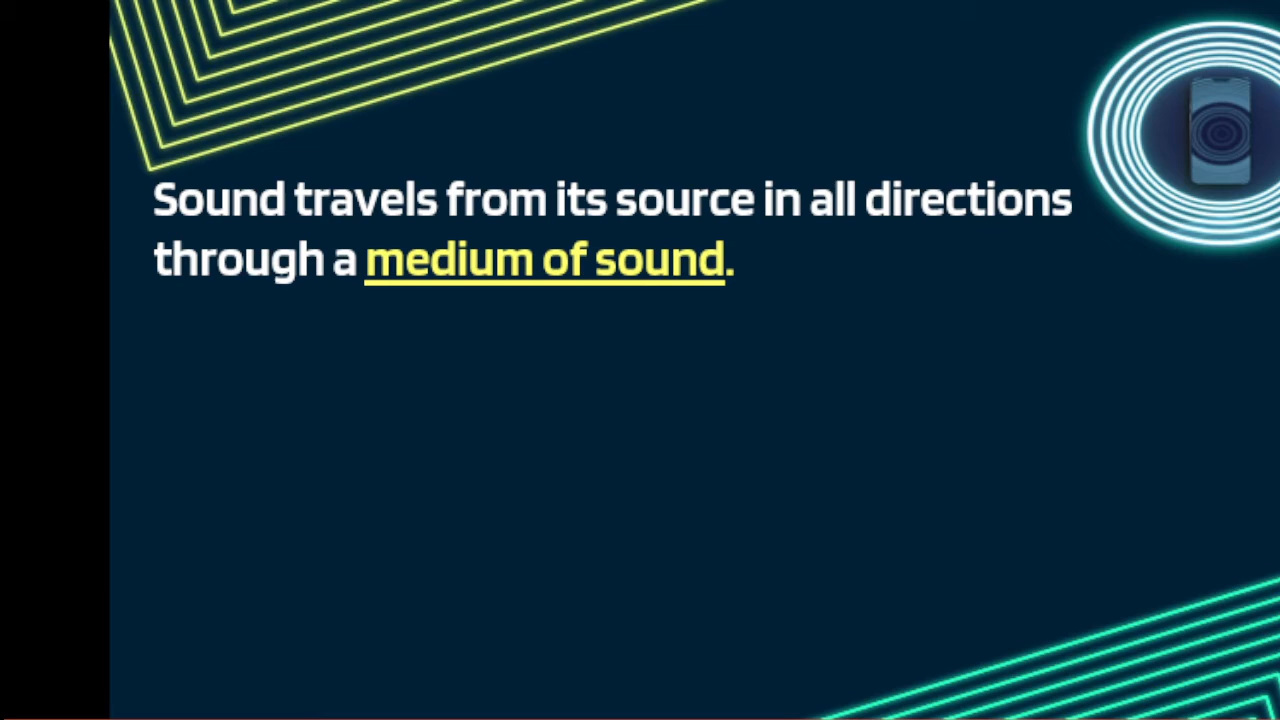 Sound travels from its source in all directions
through a medium of sound.